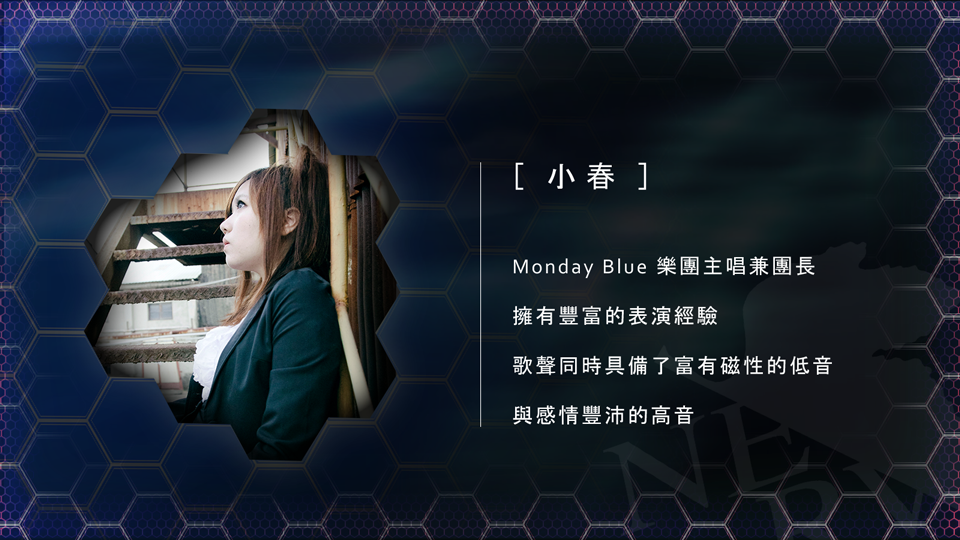 [ 小春 ]
Monday Blue 樂團主唱兼團長
擁有豐富的表演經驗
歌聲同時具備了富有磁性的低音
與感情豐沛的高音
NERV